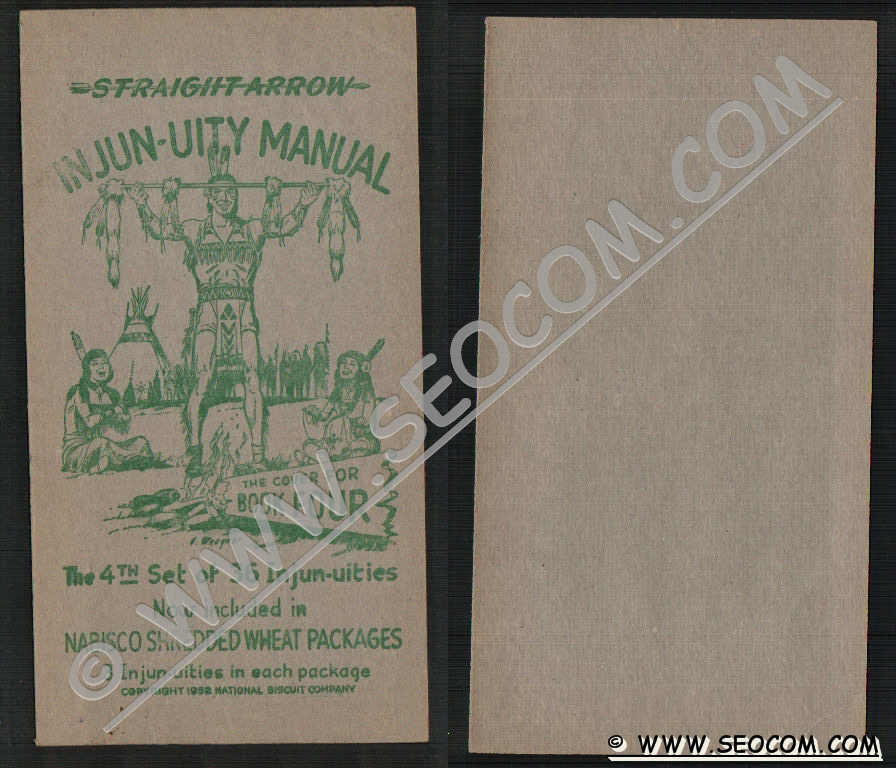 STRAIGHT ARROW
INJUN-UITY MANUAL
THE COVER FOR
BOOK FOUR
The 4TH Set of 36 Injun-uities
Now included in
NABISCO SHREDDED WHEAT PACKAGES
3 Injun-uities in each package
COPYRIGHT 1952 NATIONAL BISCUIT COMPANY
© WWW.SEOCOM.COM
© WWW.SEOCOM.COM